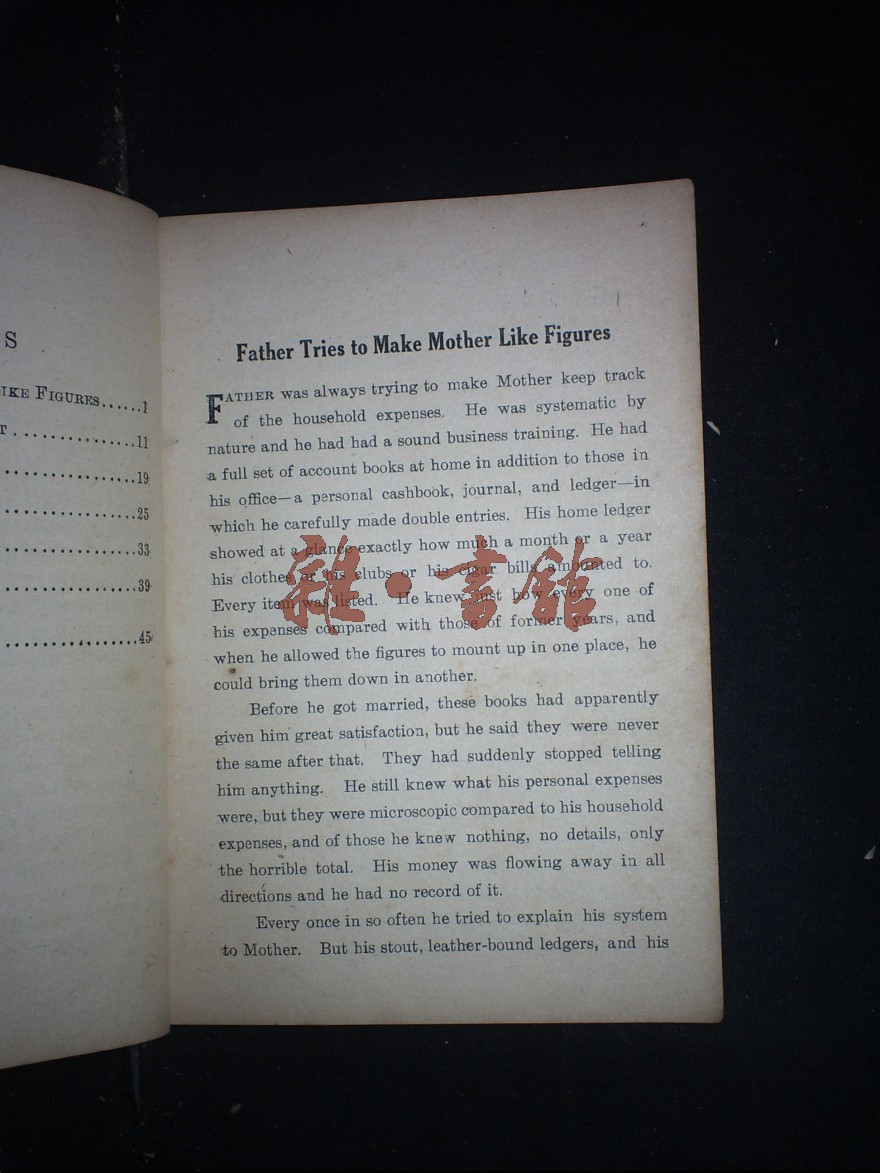 S
IKE FIGURES......1
................11
................19
................25
................33
................39
................45
Father Tries to Make Mother Like Figures
FATHER was always trying to make Mother keep track
of the household expenses. He was systematic by
nature and he had had a sound business training. He had
a full set of account books at home in addition to those in
his office—a personal cashbook, journal, and ledger—in
which he carefully made double entries. His home ledger
showed at a glance exactly how much a month or a year
his clothes or his clubs or his cigar bills amounted to.
Every item was listed. He knew just how every one of
his expenses compared with those of former years, and
when he allowed the figures to mount up in one place, he
could bring them down in another.
Before he got married, these books had apparently
given him great satisfaction, but he said they were never
the same after that. They had suddenly stopped telling
him anything. He still knew what his personal expenses
were, but they were microscopic compared to his household
expenses, and of those he knew nothing, no details, only
the horrible total. His money was flowing away in all
directions and he had no record of it.
Every once in so often he tried to explain his system
to Mother. But his stout, leather-bound ledgers, and his
雜·書館